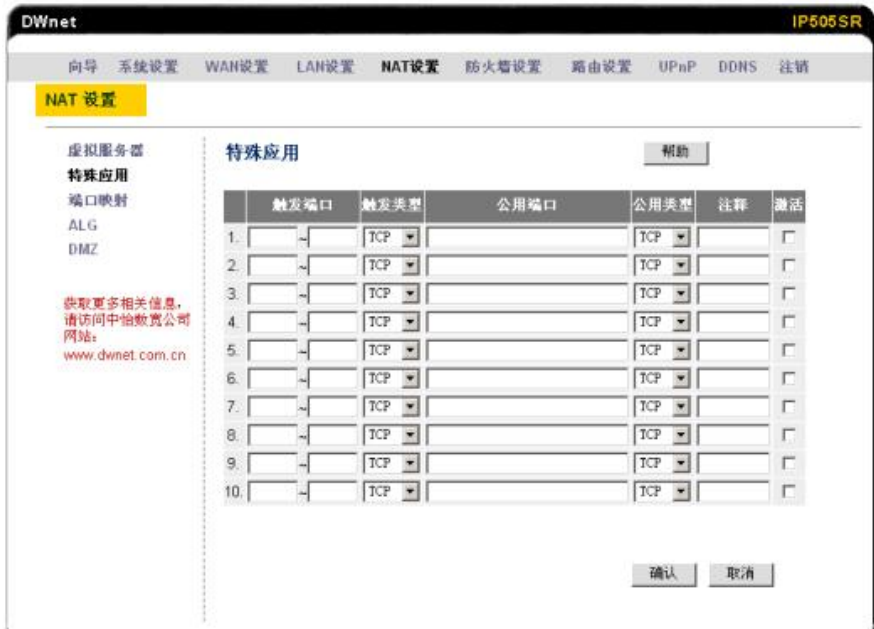 DWnet IP505SR
向导 系统设置 WAN设置 LAN设置 NAT设置 防火墙设置 路由设置 UPnP DDNS 注销
NAT 设置
虚拟服务器
特殊应用
端口映射
ALG
DMZ
获取更多相关信息,
请访问中怡数宽公司
网站:
www.dwnet.com.cn
特殊应用 帮助
触发端口 触发类型 公用端口 公用类型 注释 激活
1. ~ TCP TCP
2. ~ TCP TCP
3. ~ TCP TCP
4. ~ TCP TCP
5. ~ TCP TCP
6. ~ TCP TCP
7. ~ TCP TCP
8. ~ TCP TCP
9. ~ TCP TCP
10. ~ TCP TCP
确认 取消